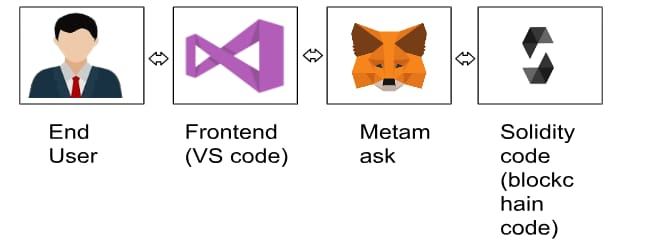 End
User
Frontend
(VS code)
Metam
ask
Solidity
code
(blockc
hain
code)